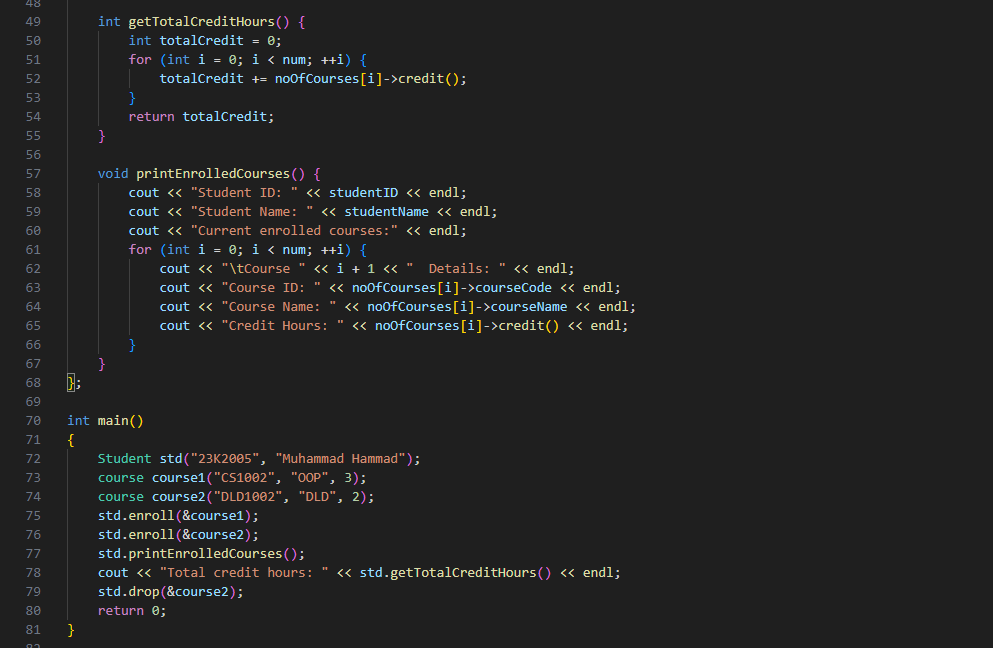 48
49 int getTotalCreditHours() {
50 int totalCredit = 0;
51 for (int i = 0; i < num; ++i) {
52 totalCredit += noOfCourses[i]->credit();
53 }
54 return totalCredit;
55 }
56
57 void printEnrolledCourses() {
58 cout << "Student ID: " << studentID << endl;
59 cout << "Student Name: " << studentName << endl;
60 cout << "Current enrolled courses:" << endl;
61 for (int i = 0; i < num; ++i) {
62 cout << "\tCourse " << i + 1 << "  Details: " << endl;
63 cout << "Course ID: " << noOfCourses[i]->courseCode << endl;
64 cout << "Course Name: " << noOfCourses[i]->courseName << endl;
65 cout << "Credit Hours: " << noOfCourses[i]->credit() << endl;
66 }
67 }
68 };
69
70 int main()
71 {
72 Student std("23K2005", "Muhammad Hammad");
73 course course1("CS1002", "OOP", 3);
74 course course2("DLD1002", "DLD", 2);
75 std.enroll(&course1);
76 std.enroll(&course2);
77 std.printEnrolledCourses();
78 cout << "Total credit hours: " << std.getTotalCreditHours() << endl;
79 std.drop(&course2);
80 return 0;
81 }
82